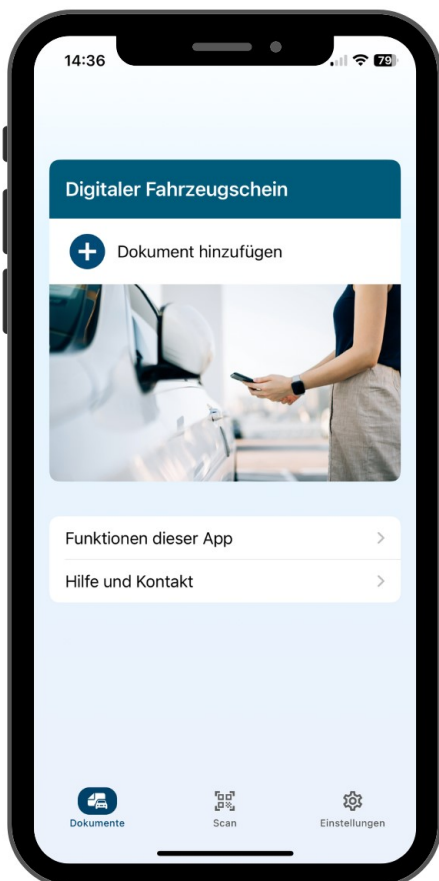 14:36
79
Digitaler Fahrzeugschein
Dokument hinzufügen
Funktionen dieser App
Hilfe und Kontakt
Dokumente
Scan
Einstellungen